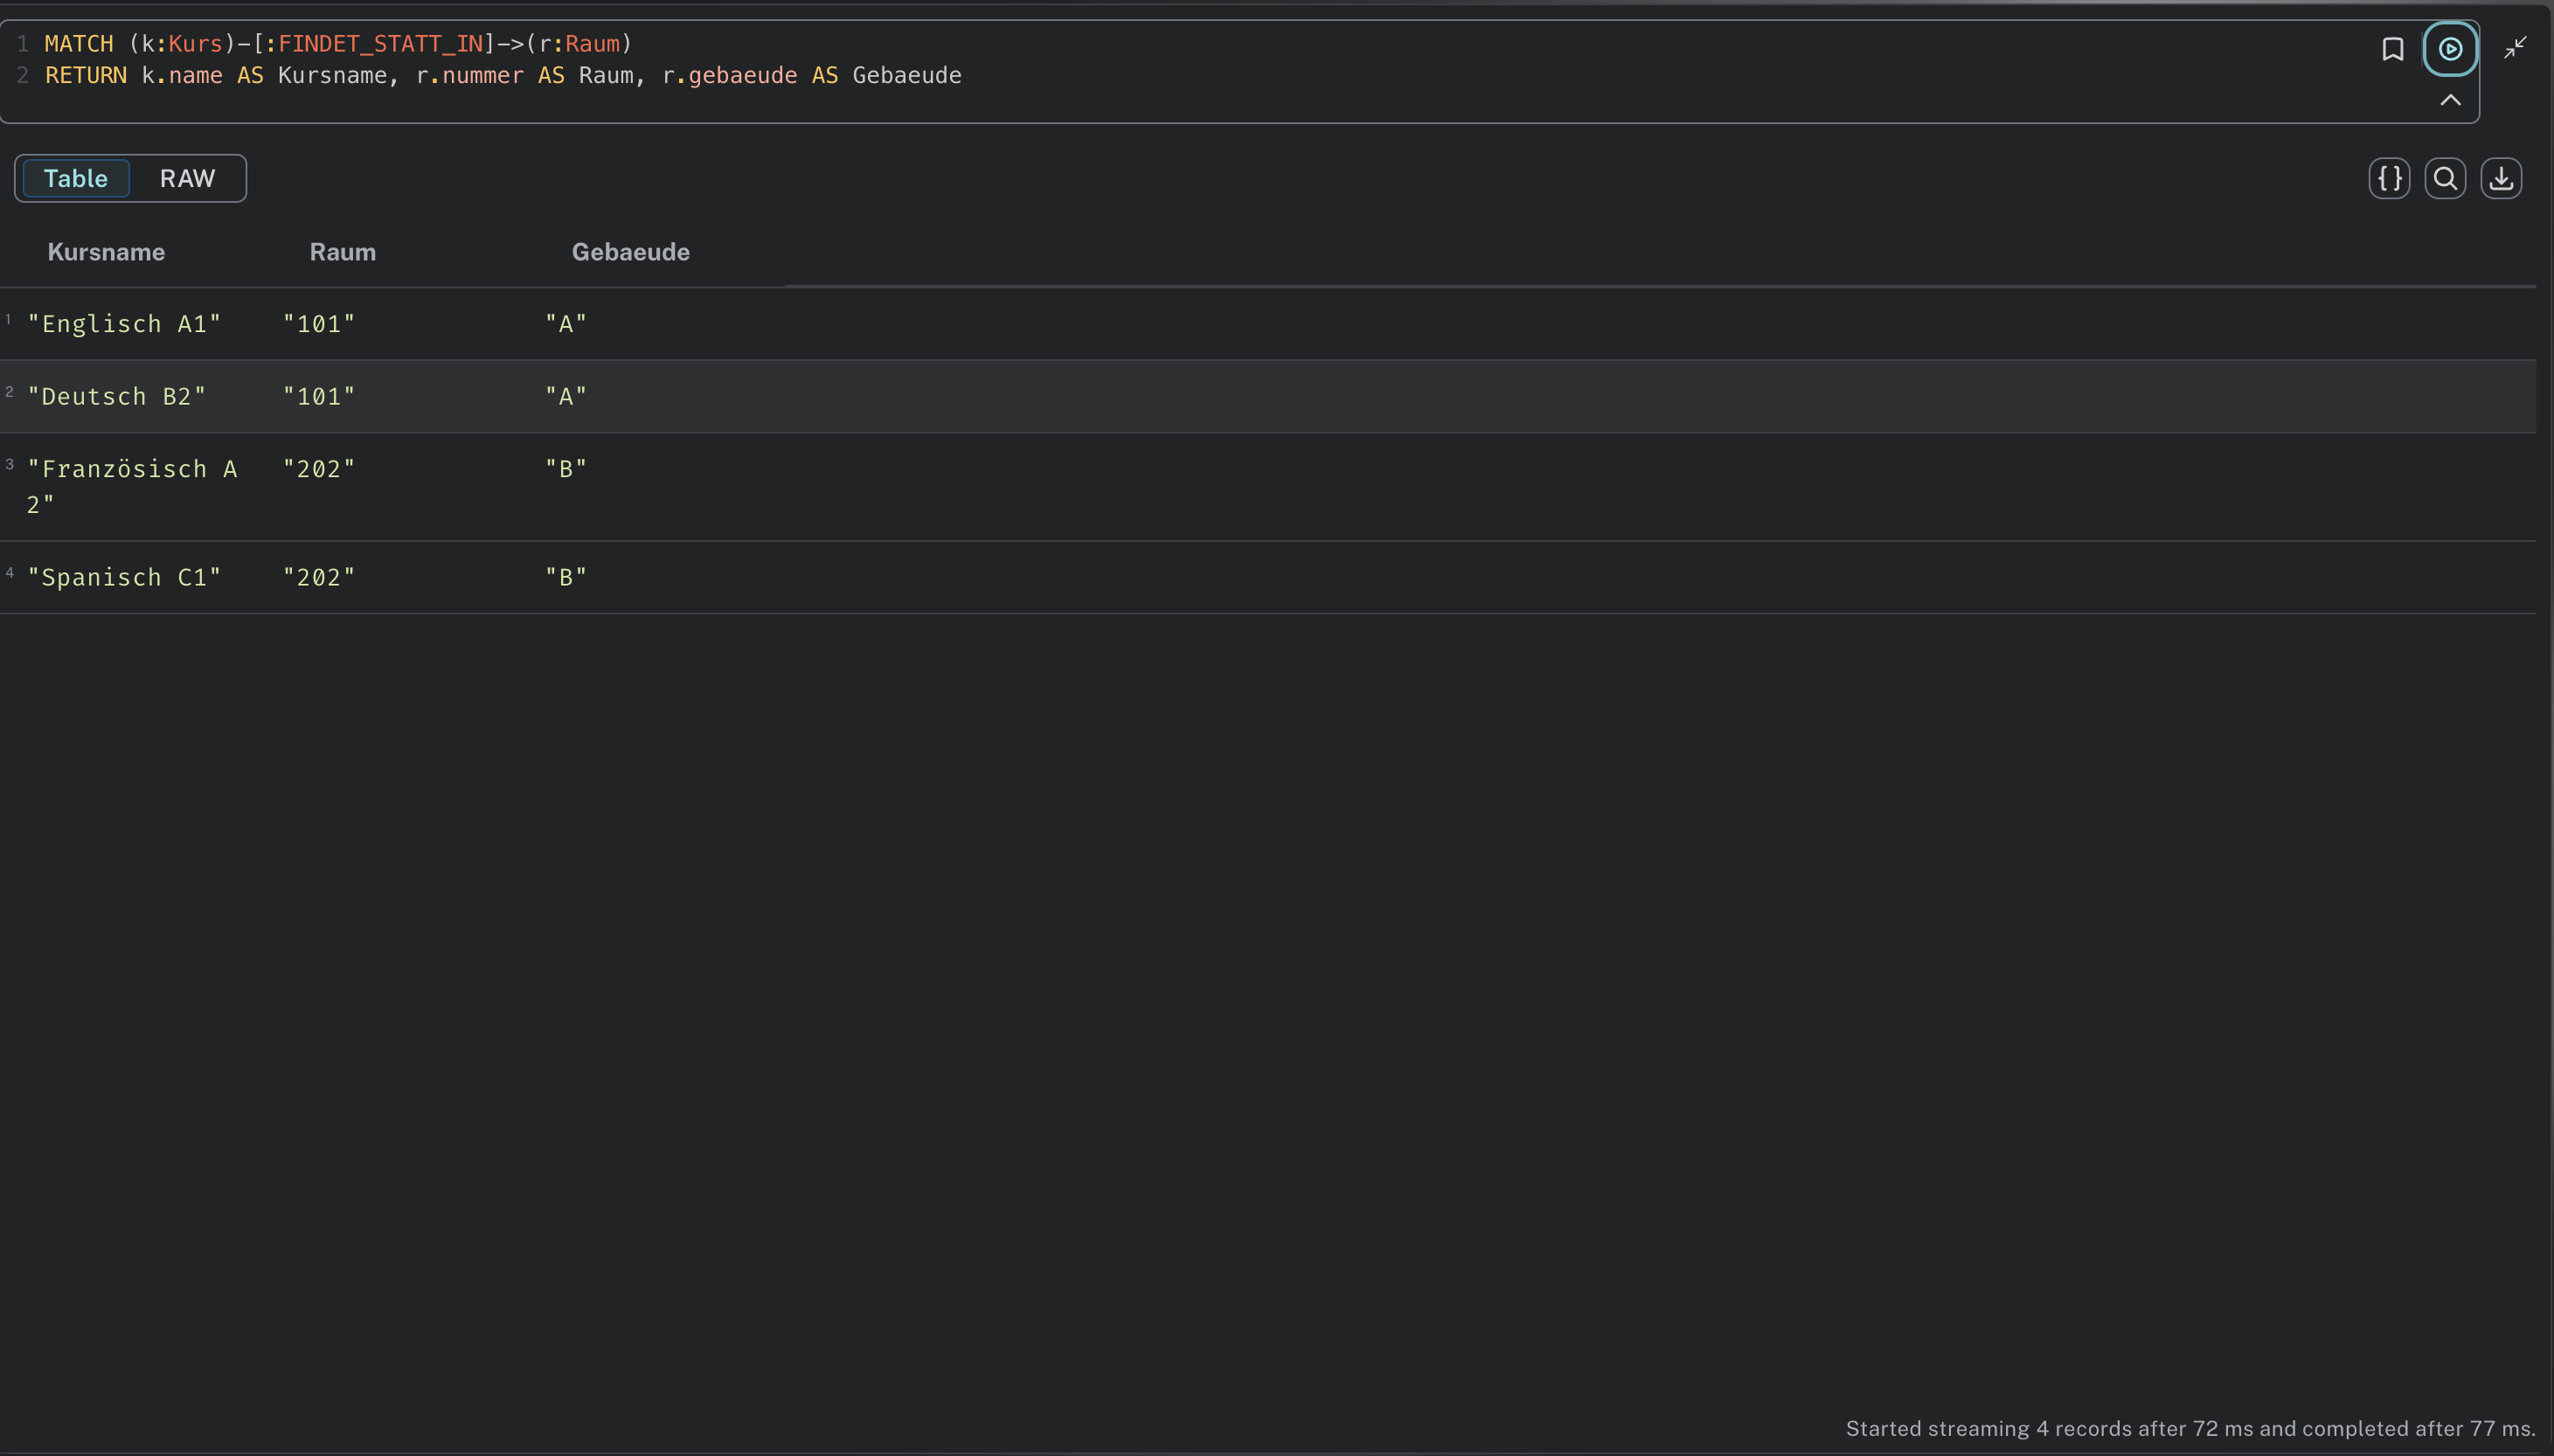 1 MATCH (k:Kurs)-[:FINDET_STATT_IN]->(r:Raum)
2 RETURN k.name AS Kursname, r.nummer AS Raum, r.gebaeude AS Gebaeude
Table RAW
Kursname Raum Gebaeude
1 "Englisch A1" "101" "A"
2 "Deutsch B2" "101" "A"
3 "Französisch A "202" "B"
2"
4 "Spanisch C1" "202" "B"
Started streaming 4 records after 72 ms and completed after 77 ms.